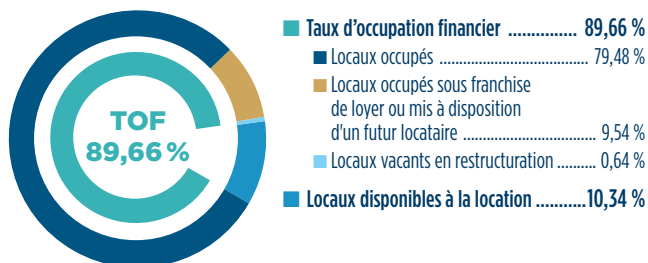 TOF
89,66 %
Taux d'occupation financier ............... 89,66 %
Locaux occupés ..................................... 79,48 %
Locaux occupés sous franchise
de loyer ou mis à disposition
d'un futur locataire .................................. 9,54 %
Locaux vacants en restructuration .......... 0,64 %
Locaux disponibles à la location ...........10,34 %